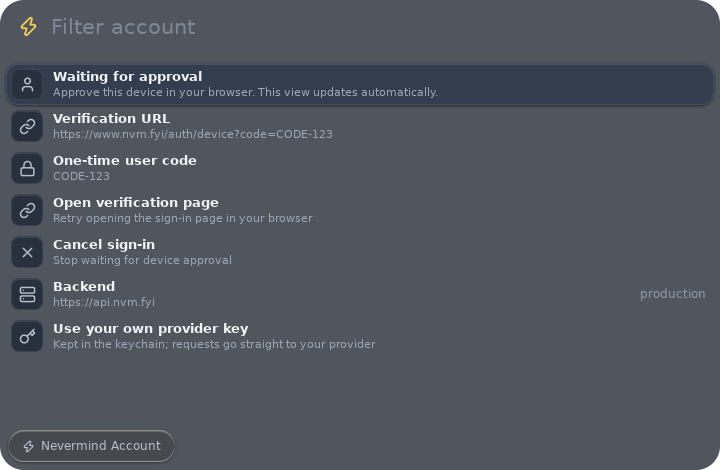 Filter account
Waiting for approval
Approve this device in your browser. This view updates automatically.
Verification URL
https://www.nvm.fyi/auth/device?code=CODE-123
One-time user code
CODE-123
Open verification page
Retry opening the sign-in page in your browser
Cancel sign-in
Stop waiting for device approval
Backend
https://api.nvm.fyi
production
Use your own provider key
Kept in the keychain; requests go straight to your provider
Nevermind Account